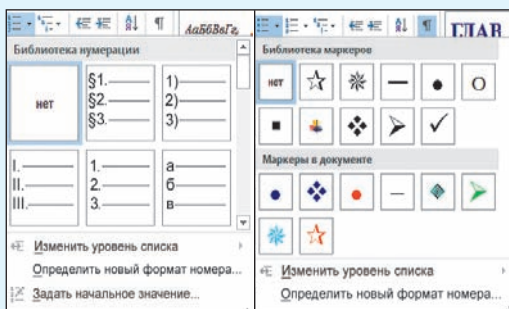 АаБбВвГг,
Библиотека нумерации
нет
§1.
§2.
§3.
1)
2)
3)
I.
II.
III.
1.
2.
3.
а
б
в
Изменить уровень списка
Определить новый формат номера...
Задать начальное значение...
ГЛАВ
Библиотека маркеров
нет
Маркеры в документе
Изменить уровень списка
Определить новый формат номера...